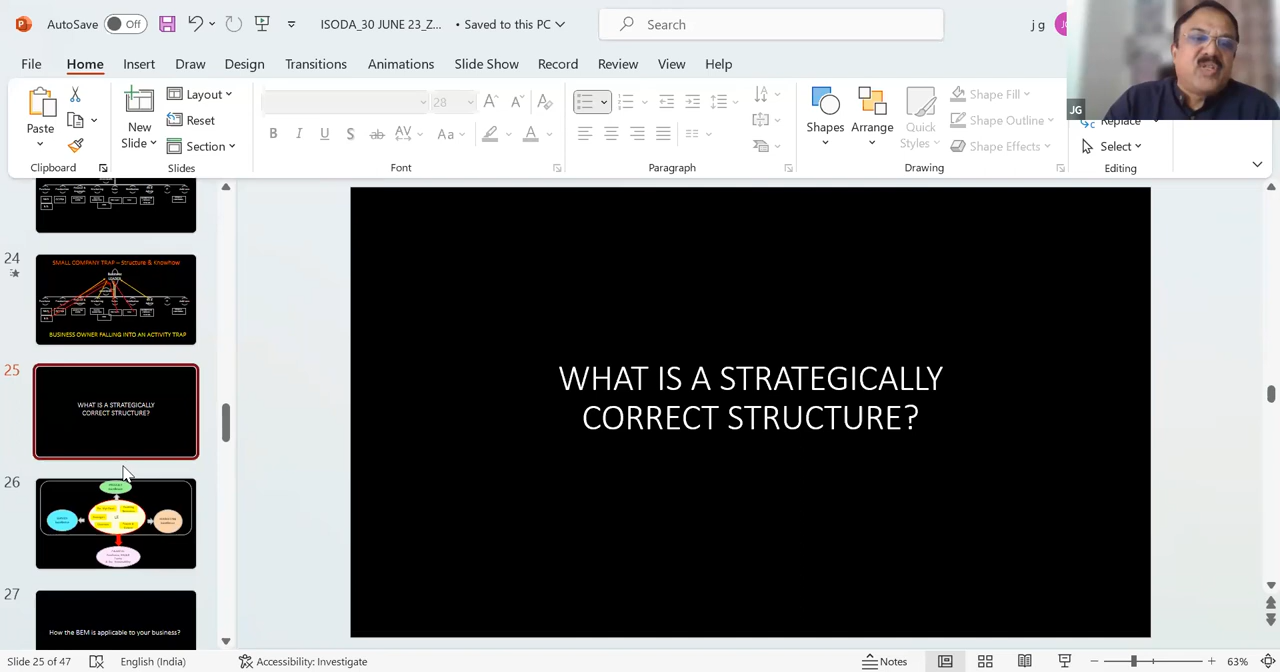 AutoSave Off ISODA_30 JUNE 23_Z... • Saved to this PC Search j g
File Home Insert Draw Design Transitions Animations Slide Show Record Review View Help
Paste New Slide Layout Reset Section 28 Shapes Arrange Quick Styles Shape Fill Shape Outline Shape Effects Replace Select
Clipboard Slides Font Paragraph Drawing Editing
JG
24
SMALL COMPANY TRAP – Structure & Knowhow
BUSINESS OWNER FALLING INTO AN ACTIVITY TRAP
25
WHAT IS A STRATEGICALLY
CORRECT STRUCTURE?
26
27
How the BEM is applicable to your business?
WHAT IS A STRATEGICALLY
CORRECT STRUCTURE?
Slide 25 of 47 English (India) Accessibility: Investigate Notes 63%